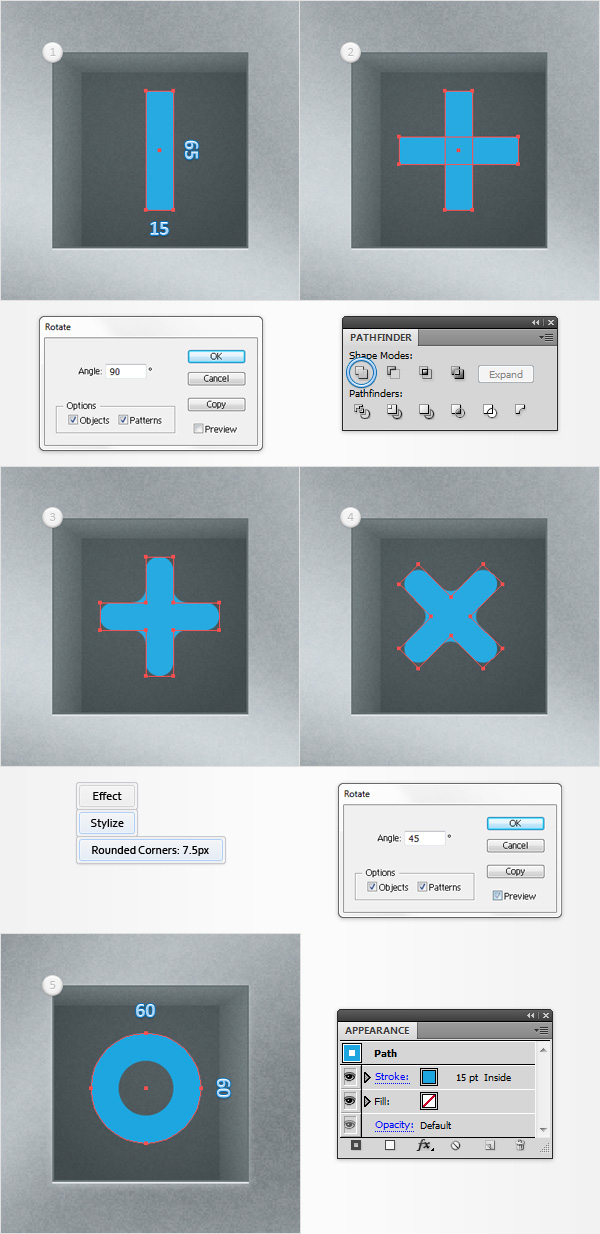 1
65
15
2
Rotate
Angle: 90 °
OK
Cancel
Copy
Options
Objects Patterns
Preview
PATHFINDER
Shape Modes:
Expand
Pathfinders:
3
4
Effect
Stylize
Rounded Corners: 7.5px
Rotate
Angle: 45 °
OK
Cancel
Copy
Options
Objects Patterns
Preview
5
60
60
APPEARANCE
Path
Stroke: 15 pt Inside
Fill:
Opacity: Default
fx